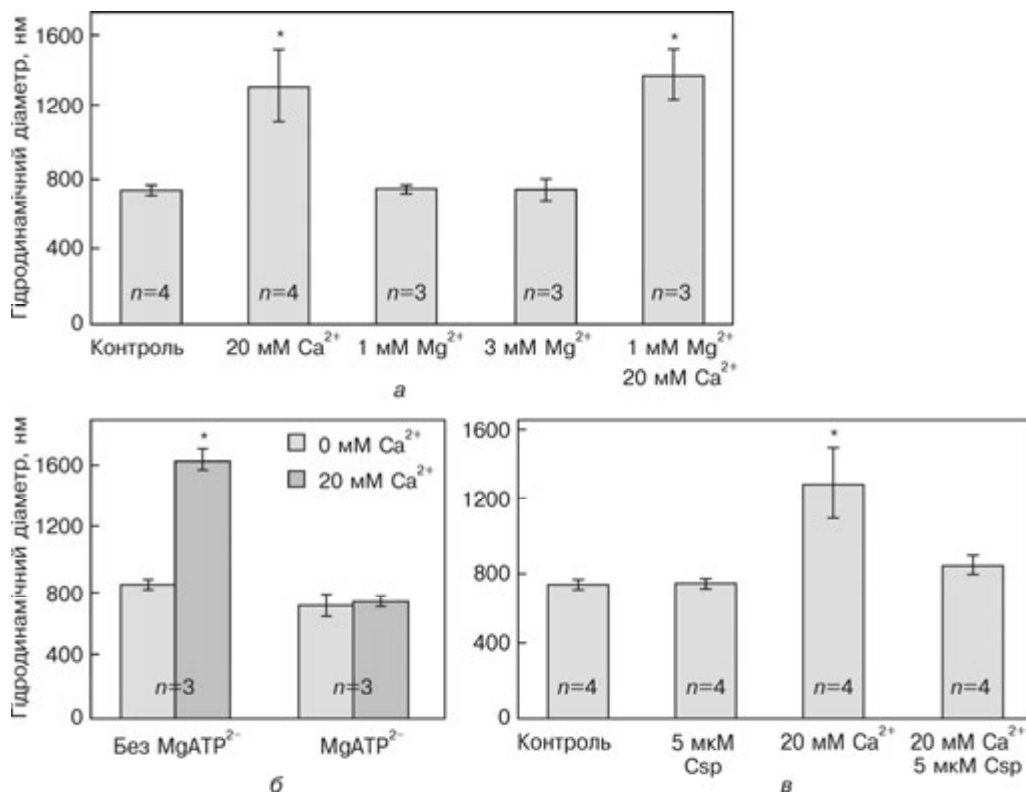 Гідродинамічний діаметр, нм
1600
1200
800
400
0
*
*
n=4
n=4
n=3
n=3
n=3
Контроль
20 мМ Ca²⁺
1 мМ Mg²⁺
3 мМ Mg²⁺
1 мМ Mg²⁺
20 мМ Ca²⁺
а
Гідродинамічний діаметр, нм
1600
1200
800
400
0
*
0 мМ Ca²⁺
20 мМ Ca²⁺
n=3
n=3
Без MgATP²⁻
MgATP²⁻
б
1600
1200
800
400
0
*
n=4
n=4
n=4
n=4
Контроль
5 мкМ
Csp
20 мМ Ca²⁺
20 мМ Ca²⁺
5 мкМ Csp
в